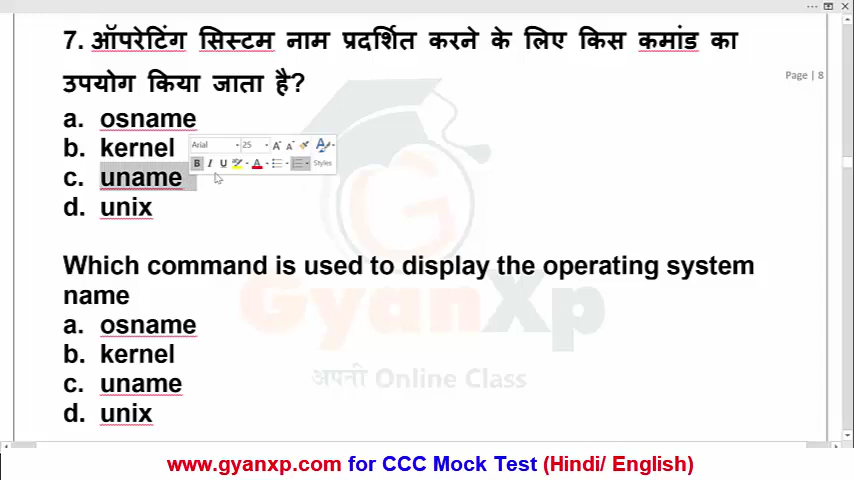 7. ऑपरेटिंग सिस्टम नाम प्रदर्शित करने के लिए किस कमांड का
Page | 8
उपयोग किया जाता है?
a. osname
b. kernel
Arial 25
B I U Styles
c. uname
d. unix
Which command is used to display the operating system
name
a. osname
b. kernel
c. uname
d. unix
GyanXp
अपनी Online Class
www.gyanxp.com for CCC Mock Test (Hindi/ English)